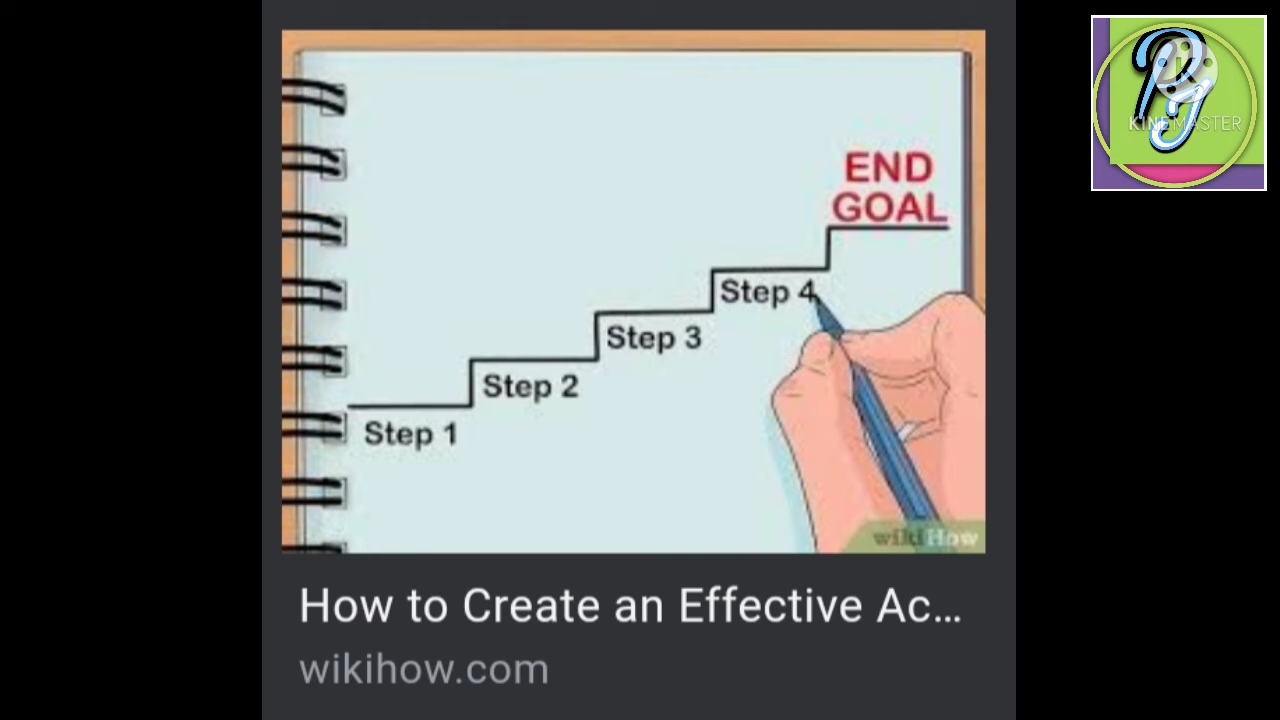 END
GOAL
Step 4
Step 3
Step 2
Step 1
wikiHow
How to Create an Effective Ac...
wikihow.com
KINEMASTER